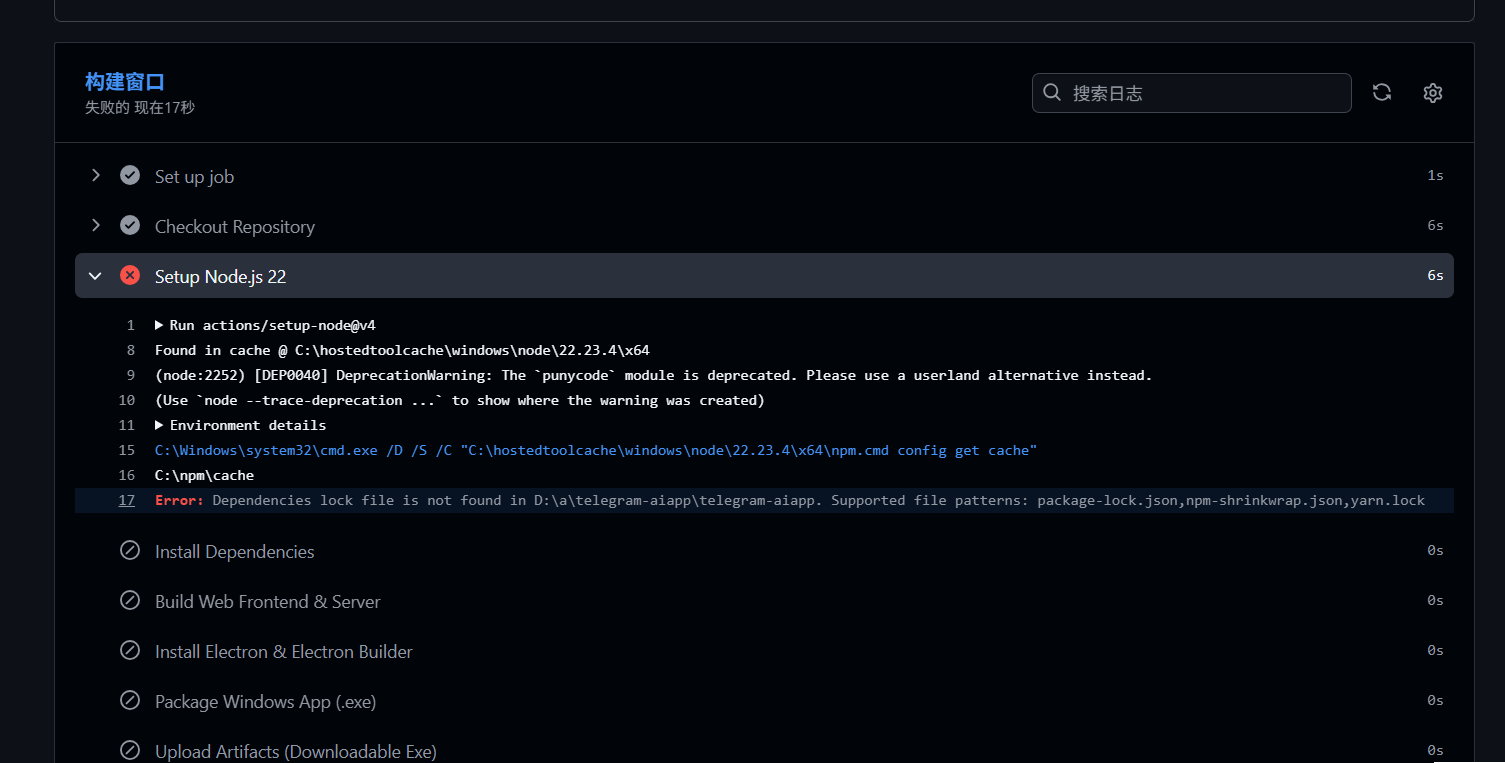 构建窗口
失败的 现在17秒
搜索日志
Set up job 1s
Checkout Repository 6s
Setup Node.js 22 6s
1 ▶ Run actions/setup-node@v4
8 Found in cache @ C:\hostedtoolcache\windows\node\22.23.4\x64
9 (node:2252) [DEP0040] DeprecationWarning: The `punycode` module is deprecated. Please use a userland alternative instead.
10 (Use `node --trace-deprecation ...` to show where the warning was created)
11 ▶ Environment details
15 C:\Windows\system32\cmd.exe /D /S /C "C:\hostedtoolcache\windows\node\22.23.4\x64\npm.cmd config get cache"
16 C:\npm\cache
17 Error: Dependencies lock file is not found in D:\a\telegram-aiapp\telegram-aiapp. Supported file patterns: package-lock.json,npm-shrinkwrap.json,yarn.lock
Install Dependencies 0s
Build Web Frontend & Server 0s
Install Electron & Electron Builder 0s
Package Windows App (.exe) 0s
Upload Artifacts (Downloadable Exe) 0s